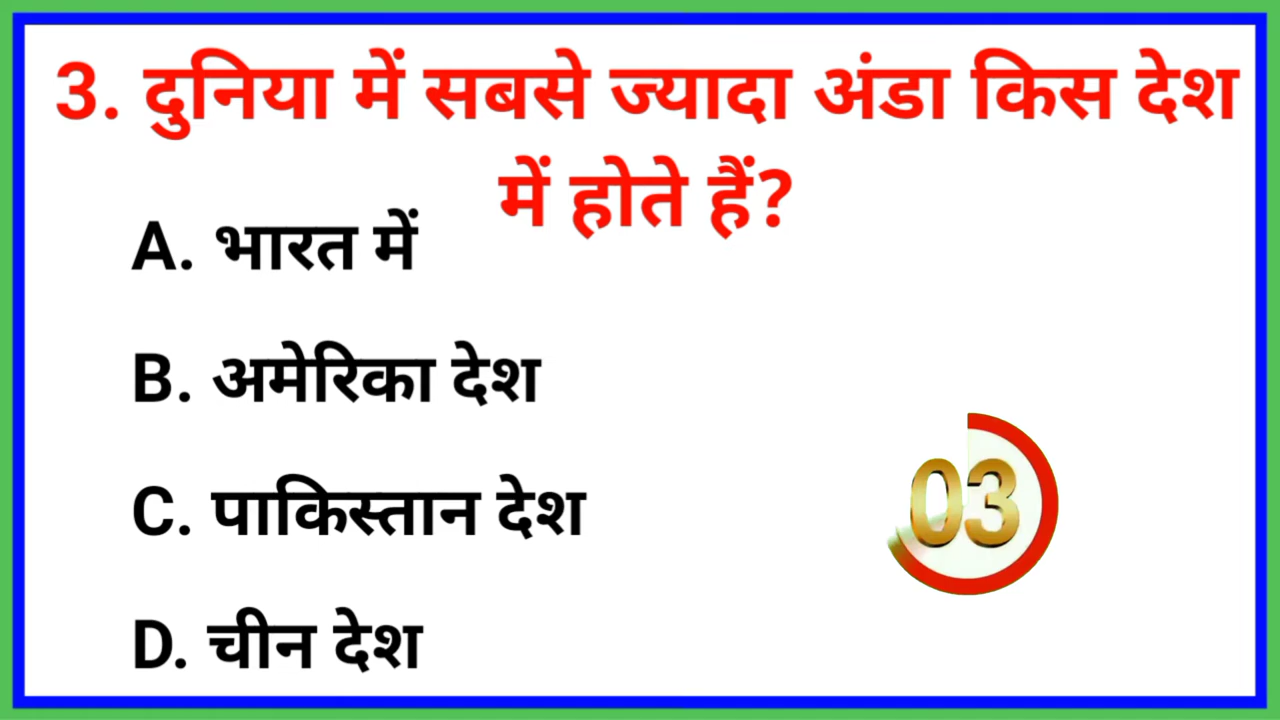 3. दुनिया में सबसे ज्यादा अंडा किस देश
में होते हैं?
A. भारत में
B. अमेरिका देश
C. पाकिस्तान देश
03
D. चीन देश